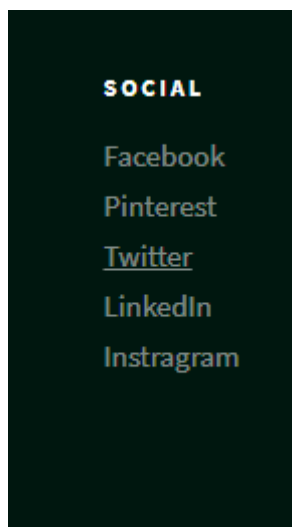 SOCIAL
Facebook
Pinterest
Twitter
LinkedIn
Instragram